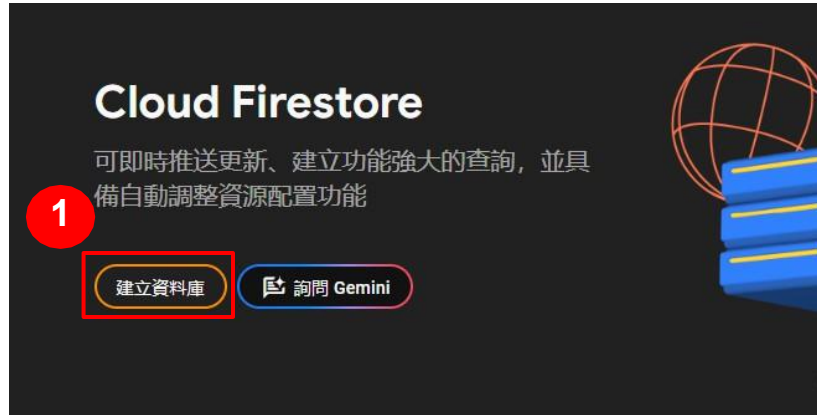 Cloud Firestore
可即時推送更新、建立功能強大的查詢，並具
備自動調整資源配置功能
1
建立資料庫
詢問 Gemini